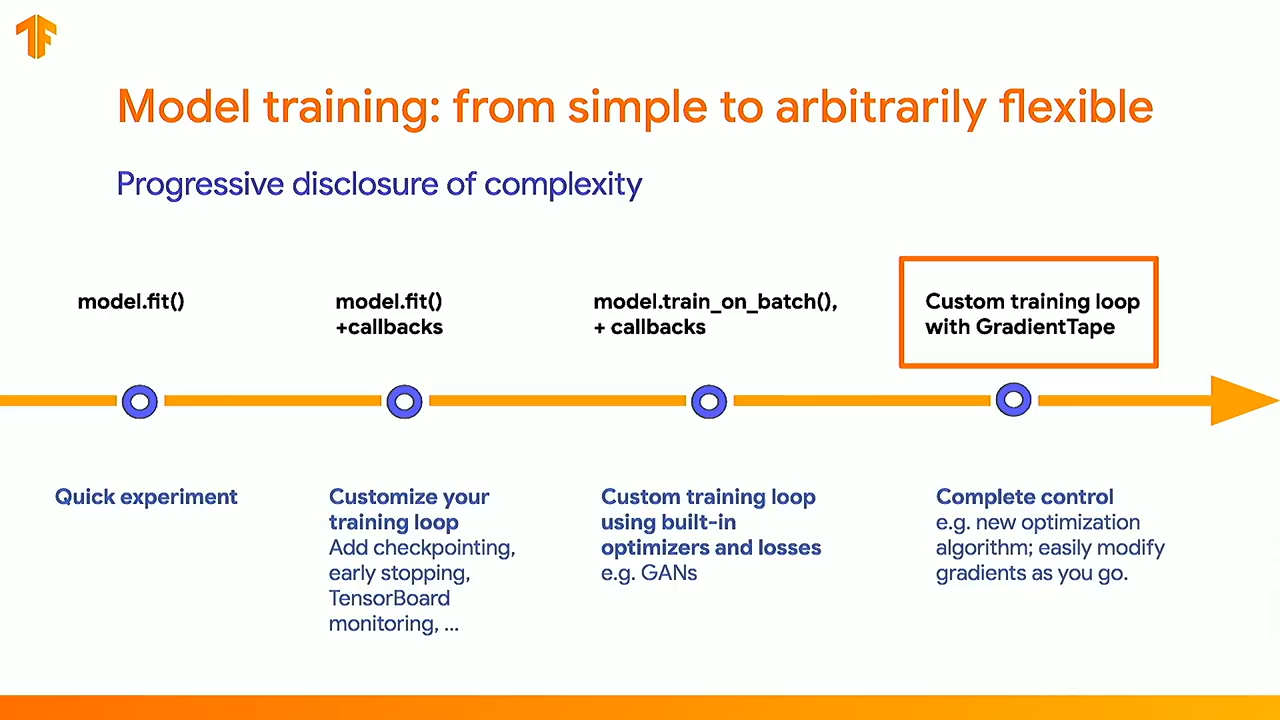 Model training: from simple to arbitrarily flexible
Progressive disclosure of complexity
model.fit()
model.fit()
+callbacks
model.train_on_batch(),
+ callbacks
Custom training loop
with GradientTape
Quick experiment
Customize your
training loop
Add checkpointing,
early stopping,
TensorBoard
monitoring, ...
Custom training loop
using built-in
optimizers and losses
e.g. GANs
Complete control
e.g. new optimization
algorithm; easily modify
gradients as you go.